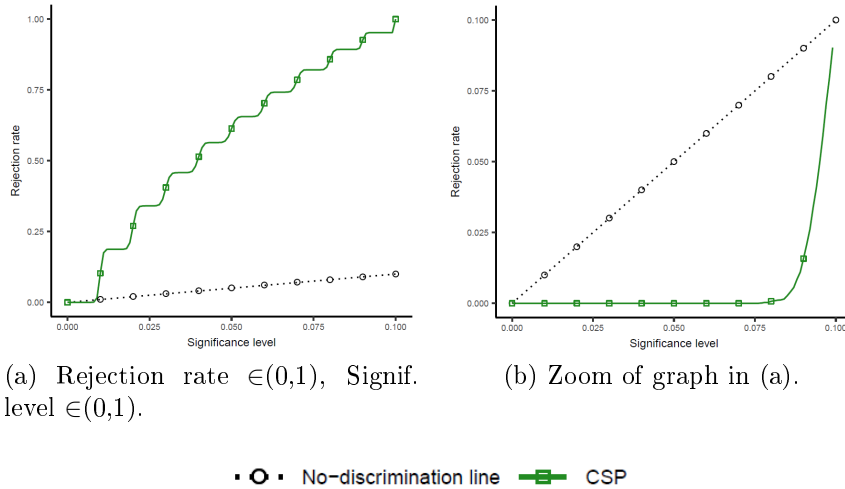 1.00
0.75
0.50
0.25
0.00
Rejection rate
0.000 0.025 0.050 0.075 0.100
Significance level
0.100
0.075
0.050
0.025
0.000
Rejection rate
0.000 0.025 0.050 0.075 0.100
Significance level
(a) Rejection rate ∈(0,1), Signif.
level ∈(0,1).
(b) Zoom of graph in (a).
No−discrimination line CSP